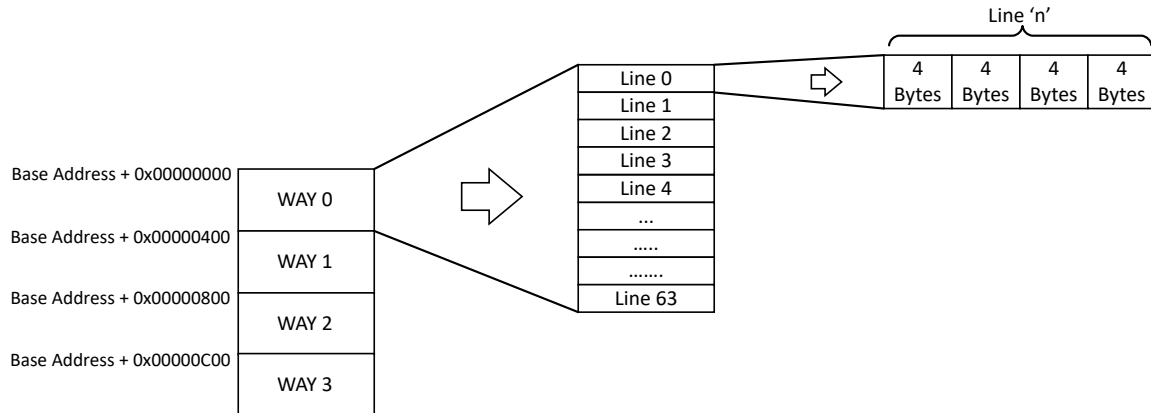 Line ‘n’
4 Bytes
4 Bytes
4 Bytes
4 Bytes
Line 0
Line 1
Line 2
Line 3
Line 4
...
…..
…….
Line 63
Base Address + 0x00000000
WAY 0
Base Address + 0x00000400
WAY 1
Base Address + 0x00000800
WAY 2
Base Address + 0x00000C00
WAY 3